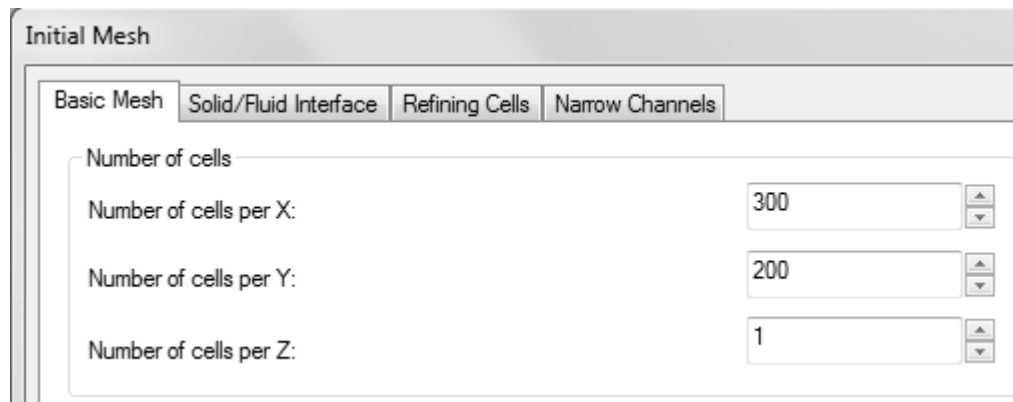 Initial Mesh
Basic Mesh Solid/Fluid Interface Refining Cells Narrow Channels
Number of cells
Number of cells per X: 300
Number of cells per Y: 200
Number of cells per Z: 1